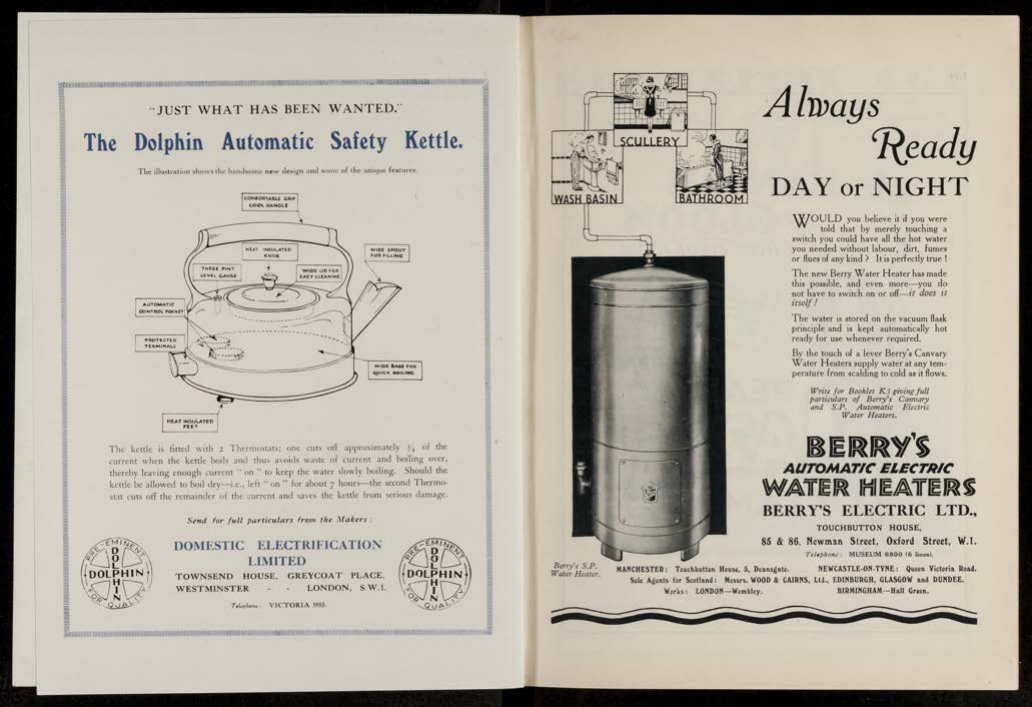 "JUST WHAT HAS BEEN WANTED."
The Dolphin Automatic Safety Kettle.
The illustration shows the handsome new design and some of the unique features.
COMFORTABLE GRIP
COOL HANDLE
HEAT INSULATED
KNOB
WIDE SPOUT
FOR FILLING
THREE PINT
LEVEL GAUGE
WIDE LID FOR
EASY CLEANING
AUTOMATIC
CONTROL POCKET
PROTECTED
TERMINALS
WIDE BASE FOR
QUICK BOILING
HEAT INSULATED
FEET
The kettle is fitted with 2 Thermostats; one cuts off approximately ¾ of the
current when the kettle boils and thus avoids waste of current and boiling over,
thereby leaving enough current "on" to keep the water slowly boiling. Should the
kettle be allowed to boil dry—i.e., left "on" for about 7 hours—the second Thermo-
stat cuts off the remainder of the current and saves the kettle from serious damage.
Send for full particulars from the Makers:
DOMESTIC ELECTRIFICATION
LIMITED
TOWNSEND HOUSE, GREYCOAT PLACE,
WESTMINSTER - - LONDON, S.W.1.
Telephone: VICTORIA 5955.
PRE-EMINENT
DOLPHIN
DOLPHIN
FOR QUALITY
PRE-EMINENT
DOLPHIN
DOLPHIN
FOR QUALITY
SCULLERY
WASH BASIN
BATHROOM
Always
Ready
DAY or NIGHT
WOULD you believe it if you were
told that by merely touching a
switch you could have all the hot water
you needed without labour, dirt, fumes
or flues of any kind? It is perfectly true!
The new Berry Water Heater has made
this possible, and even more—you do
not have to switch on or off—it does it
itself!
The water is stored on the vacuum flask
principle and is kept automatically hot
ready for use whenever required.
By the touch of a lever Berry's Canvary
Water Heaters supply water at any tem-
perature from scalding to cold as it flows.
Write for Booklet K3 giving full
particulars of Berry's Canvary
and S.P. Automatic Electric
Water Heaters.
BERRY'S
AUTOMATIC ELECTRIC
WATER HEATERS
BERRY'S ELECTRIC LTD.,
TOUCHBUTTON HOUSE,
85 & 86, Newman Street, Oxford Street, W.1.
Telephone: MUSEUM 6800 (6 lines).
Berry's S.P.
Water Heater.
MANCHESTER: Touchbutton House, 5, Deansgate. NEWCASTLE-ON-TYNE: Queen Victoria Road.
Sole Agents for Scotland: Messrs. WOOD & CAIRNS, Ltd., EDINBURGH, GLASGOW and DUNDEE.
Works: LONDON—Wembley. BIRMINGHAM—Hall Green.